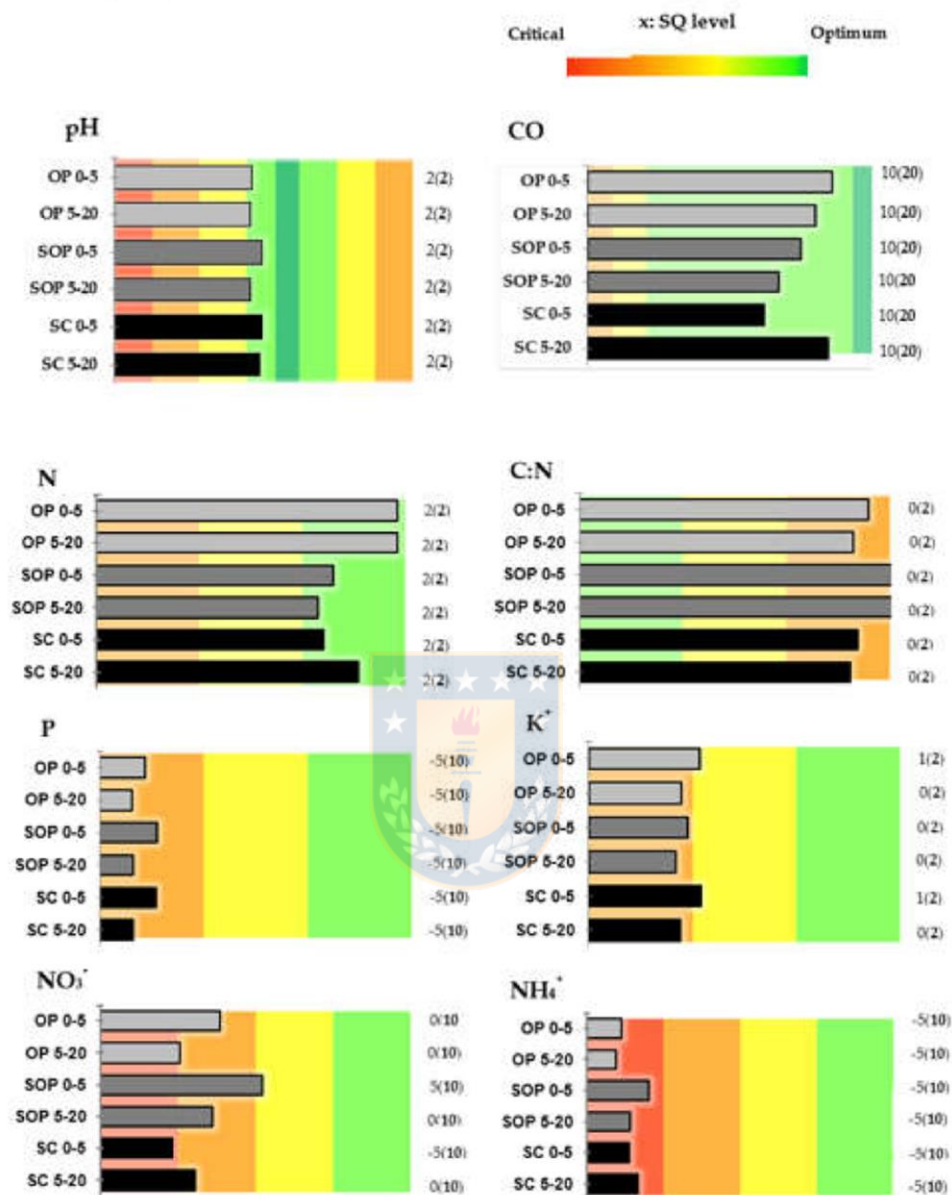 Critical x: SQ level Optimum
pH
OP 0-5 2(2)
OP 5-20 2(2)
SOP 0-5 2(2)
SOP 5-20 2(2)
SC 0-5 2(2)
SC 5-20 2(2)
CO
OP 0-5 10(20)
OP 5-20 10(20)
SOP 0-5 10(20)
SOP 5-20 10(20
SC 0-5 10(20
SC 5-20 10(20)
N
OP 0-5 2(2)
OP 5-20 2(2)
SOP 0-5 2(2)
SOP 5-20 2(2)
SC 0-5 2(2)
SC 5-20 2(2)
C:N
OP 0-5 0(2)
OP 5-20 0(2)
SOP 0-5 0(2)
SOP 5-20 0(2)
SC 0-5 0(2)
SC 5-20 0(2)
P
OP 0-5 -5(10)
OP 5-20 -5(10)
SOP 0-5 -5(10)
SOP 5-20 -5(10)
SC 0-5 -5(10)
SC 5-20 -5(10)
K⁺
OP 0-5 1(2)
OP 5-20 0(2)
SOP 0-5 0(2)
SOP 5-20 0(2)
SC 0-5 1(2)
SC 5-20 0(2)
NO₃⁻
OP 0-5 0(10
OP 5-20 0(10)
SOP 0-5 5(10)
SOP 5-20 0(10)
SC 0-5 -5(10)
SC 5-20 0(10)
NH₄⁺
OP 0-5 -5(10)
OP 5-20 -5(10)
SOP 0-5 -5(10)
SOP 5-20 -5(10)
SC 0-5 -5(10)
SC 5-20 -5(10)